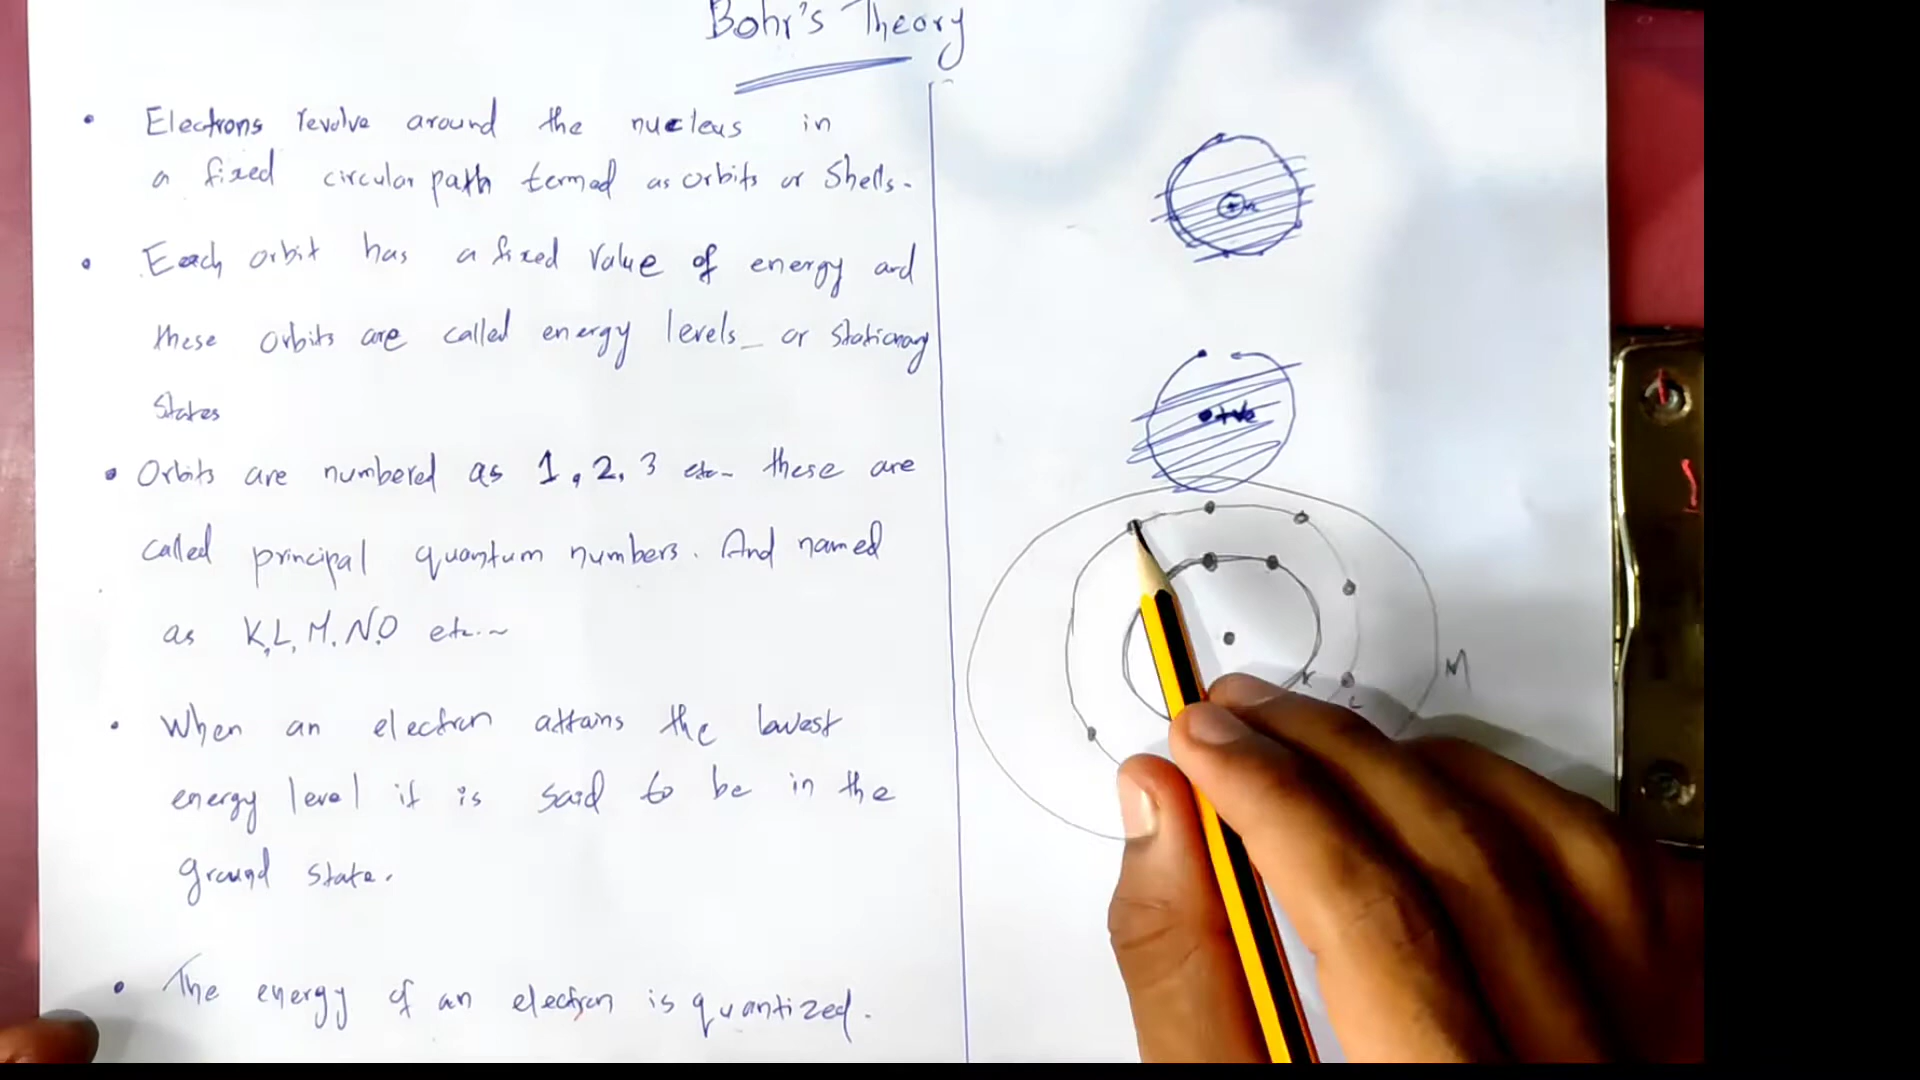 Bohr's Theory
• Electrons revolve around the nucleus in
a fixed circular path termed as orbits or Shells.
• Each orbit has a fixed Value of energy and
these orbits are called energy levels or Stationary
States
• Orbits are numbered as 1, 2, 3 etc these are
called principal quantum numbers. And named
as K, L, M, N, O etc.
• When an electron attains the lowest
energy level it is said to be in the
ground state.
• The energy of an electron is quantized.
+ve
K
L
M